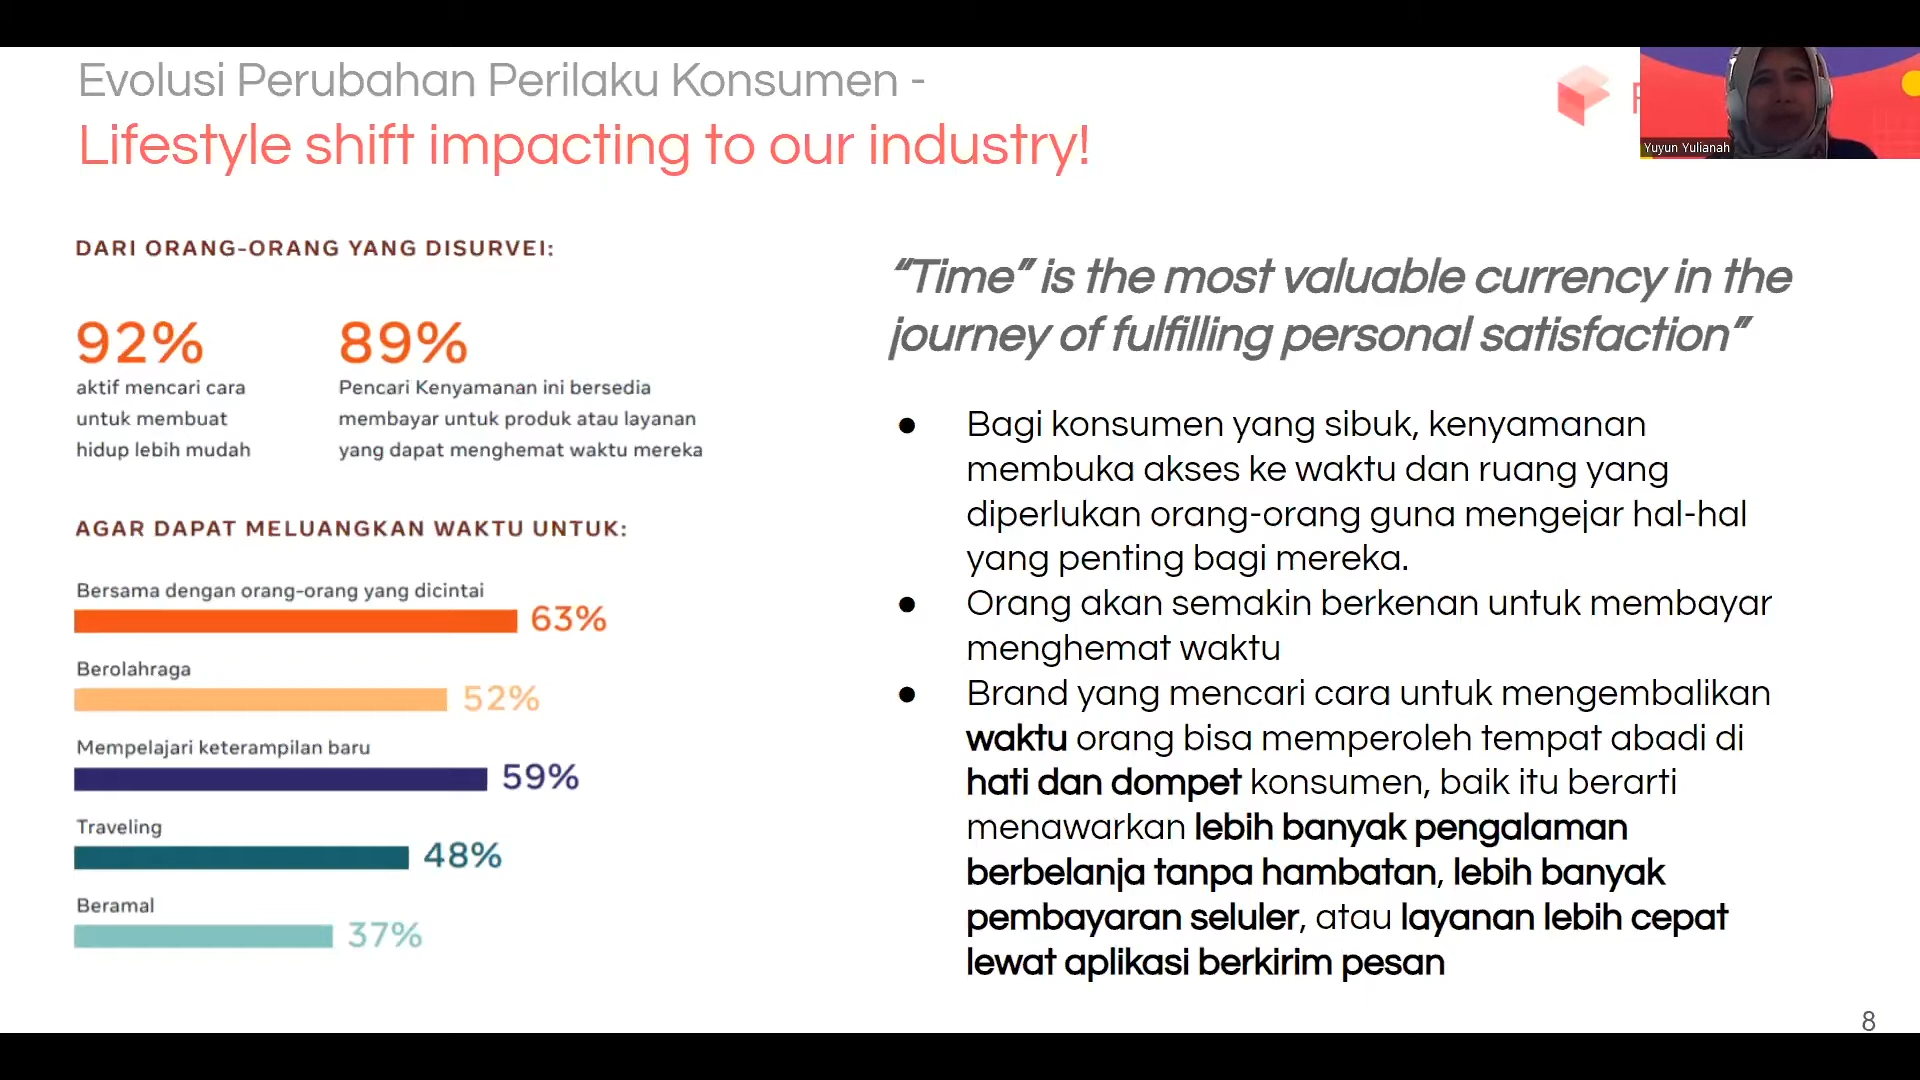 Evolusi Perubahan Perilaku Konsumen -
Lifestyle shift impacting to our industry!
Yuyun Yulianah
DARI ORANG-ORANG YANG DISURVEI:
92%
aktif mencari cara
untuk membuat
hidup lebih mudah
89%
Pencari Kenyamanan ini bersedia
membayar untuk produk atau layanan
yang dapat menghemat waktu mereka
AGAR DAPAT MELUANGKAN WAKTU UNTUK:
Bersama dengan orang-orang yang dicintai
63%
Berolahraga
52%
Mempelajari keterampilan baru
59%
Traveling
48%
Beramal
37%
“Time” is the most valuable currency in the
journey of fulfilling personal satisfaction”
● Bagi konsumen yang sibuk, kenyamanan
membuka akses ke waktu dan ruang yang
diperlukan orang-orang guna mengejar hal-hal
yang penting bagi mereka.
● Orang akan semakin berkenan untuk membayar
menghemat waktu
● Brand yang mencari cara untuk mengembalikan
waktu orang bisa memperoleh tempat abadi di
hati dan dompet konsumen, baik itu berarti
menawarkan lebih banyak pengalaman
berbelanja tanpa hambatan, lebih banyak
pembayaran seluler, atau layanan lebih cepat
lewat aplikasi berkirim pesan
8